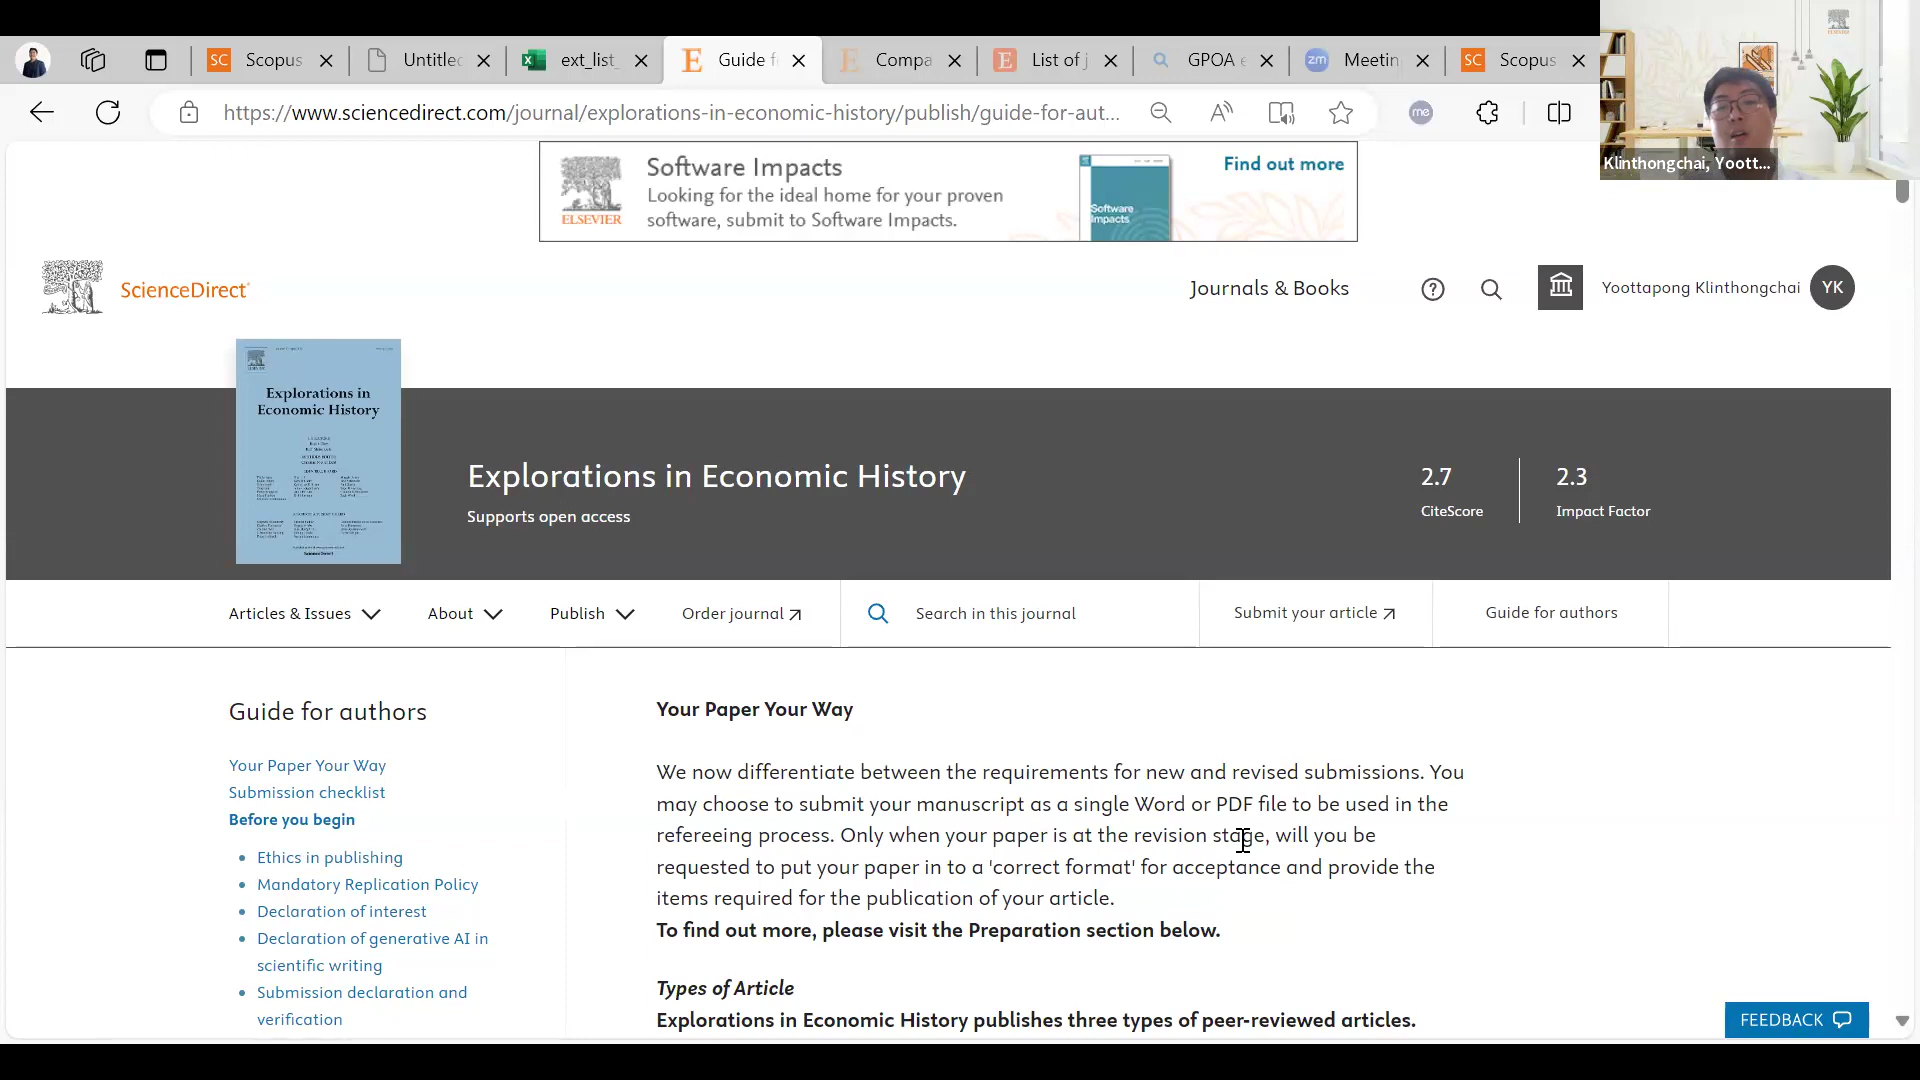 Scopus
Untitle
ext_list_
Guide f
Compa
List of j
GPOA e
zm
Meetin
Scopus
https://www.sciencedirect.com/journal/explorations-in-economic-history/publish/guide-for-aut...
me
Klinthongchai, Yoott...
Software Impacts
Looking for the ideal home for your proven
software, submit to Software Impacts.
ELSEVIER
Software
Impacts
Find out more
ScienceDirect
Journals & Books
Yoottapong Klinthongchai
YK
Explorations in
Economic History
Explorations in Economic History
Supports open access
2.7
CiteScore
2.3
Impact Factor
Articles & Issues
About
Publish
Order journal
Search in this journal
Submit your article
Guide for authors
Guide for authors
Your Paper Your Way
Submission checklist
Before you begin
• Ethics in publishing
• Mandatory Replication Policy
• Declaration of interest
• Declaration of generative AI in
scientific writing
• Submission declaration and
verification
Your Paper Your Way
We now differentiate between the requirements for new and revised submissions. You
may choose to submit your manuscript as a single Word or PDF file to be used in the
refereeing process. Only when your paper is at the revision stage, will you be
requested to put your paper in to a 'correct format' for acceptance and provide the
items required for the publication of your article.
To find out more, please visit the Preparation section below.
Types of Article
Explorations in Economic History publishes three types of peer-reviewed articles.
FEEDBACK